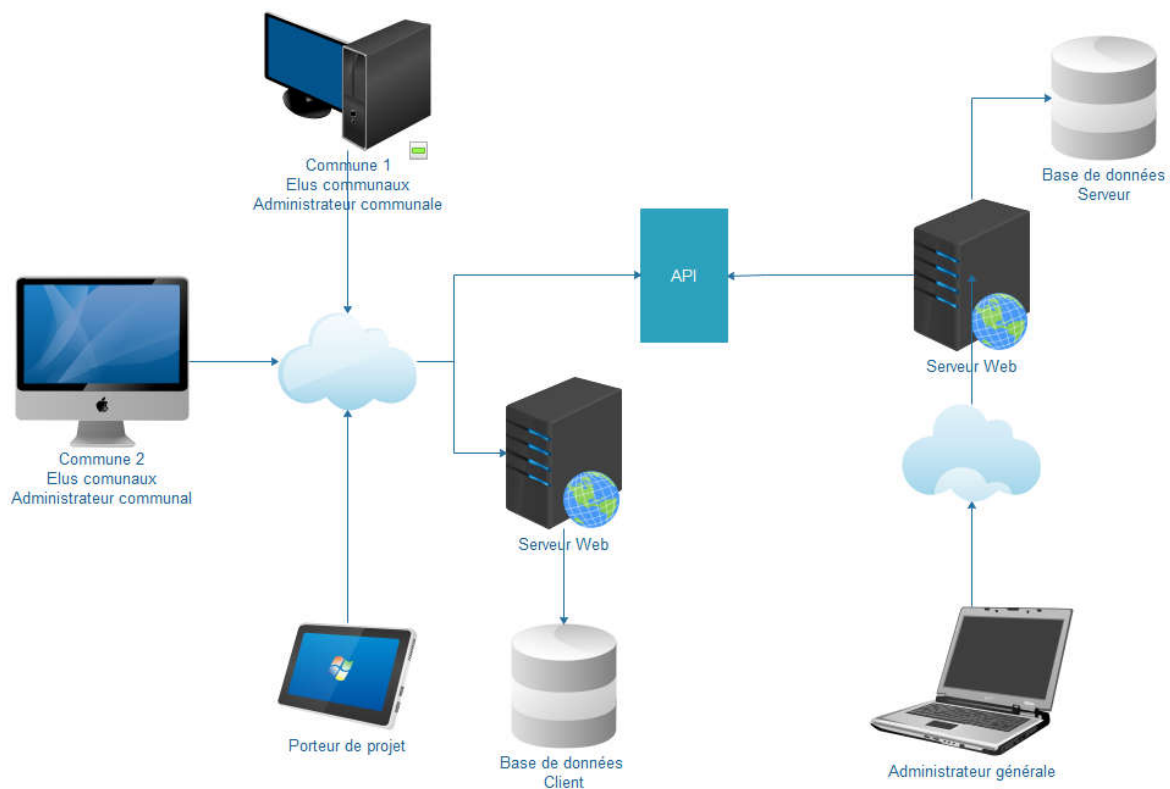 Commune 1
Elus communaux
Administrateur communale
Base de données
Serveur
API
Serveur Web
Commune 2
Elus comunaux
Administrateur communal
Serveur Web
Porteur de projet
Base de données
Client
Administrateur générale